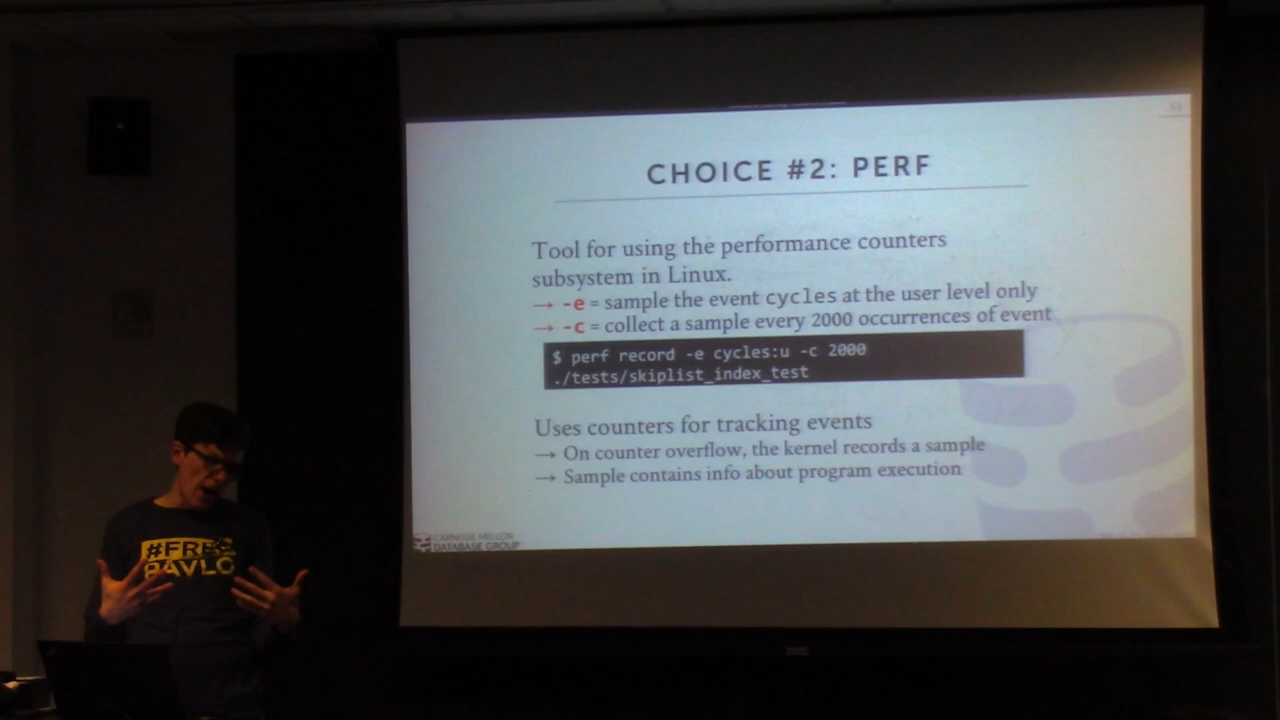 18
CHOICE #2: PERF
Tool for using the performance counters
subsystem in Linux.
→ -e = sample the event cycles at the user level only
→ -c = collect a sample every 2000 occurrences of event
$ perf record -e cycles:u -c 2000
./tests/skiplist_index_test
Uses counters for tracking events
→ On counter overflow, the kernel records a sample
→ Sample contains info about program execution
CARNEGIE MELLON
DATABASE GROUP
#FREE
PAVLO